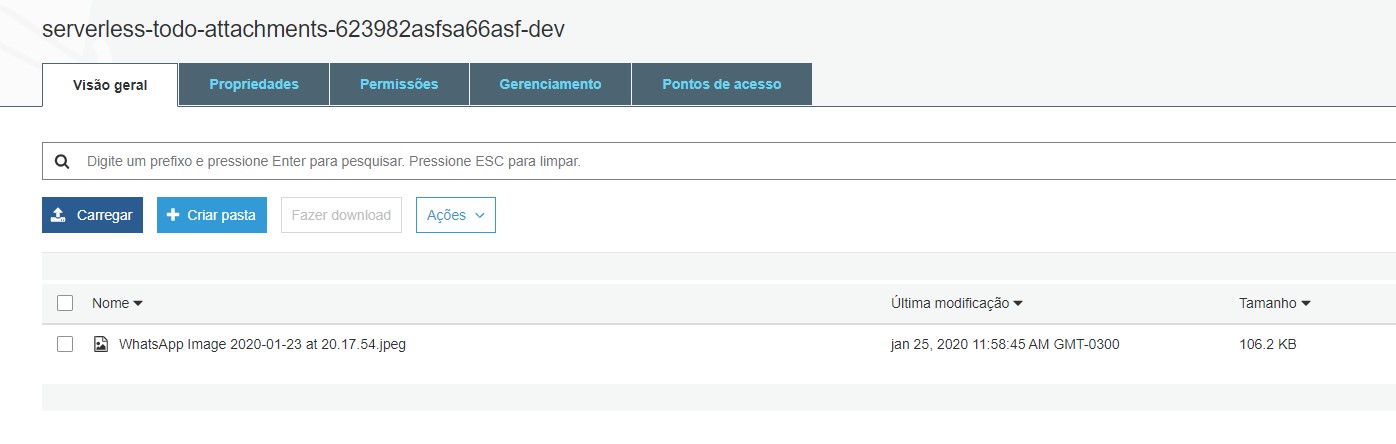 serverless-todo-attachments-623982asfsa66asf-dev
Visão geral Propriedades Permissões Gerenciamento Pontos de acesso
Digite um prefixo e pressione Enter para pesquisar. Pressione ESC para limpar.
Carregar Criar pasta Fazer download Ações
Nome Última modificação Tamanho
WhatsApp Image 2020-01-23 at 20.17.54.jpeg jan 25, 2020 11:58:45 AM GMT-0300 106.2 KB